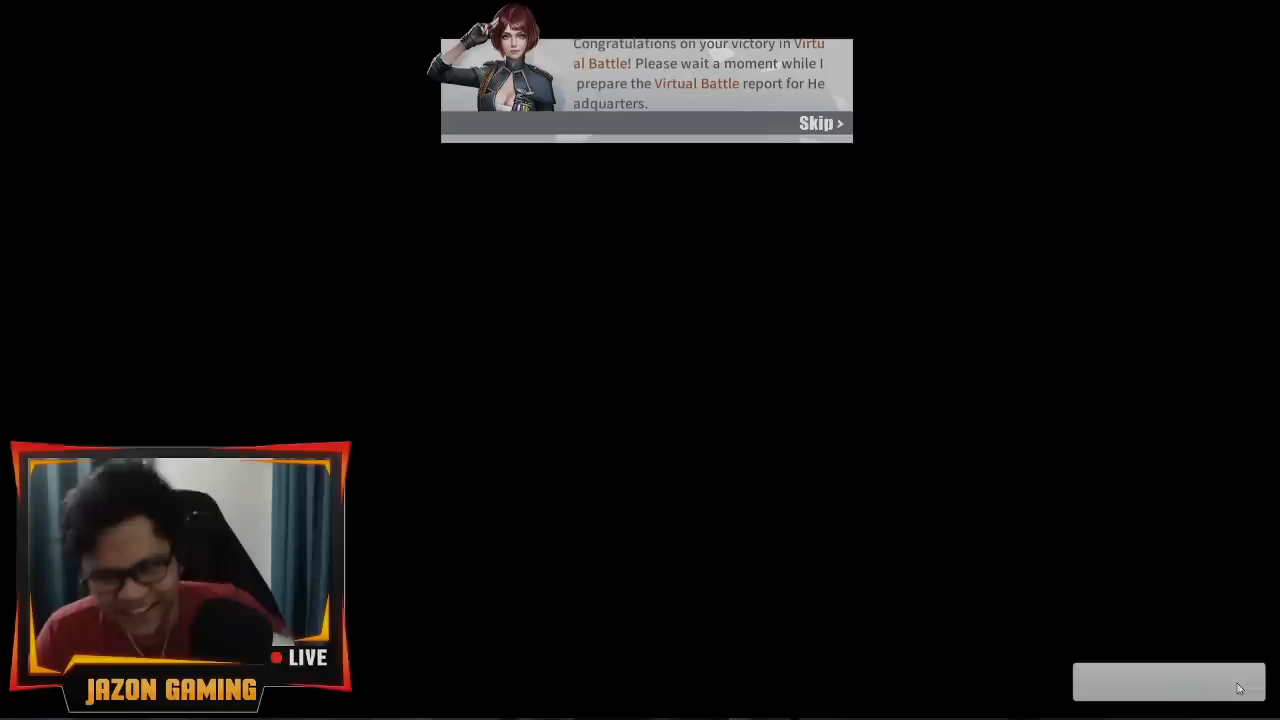 Congratulations on your victory in Virtu
al Battle! Please wait a moment while I
prepare the Virtual Battle report for He
adquarters.
Skip >
LIVE
JAZON GAMING